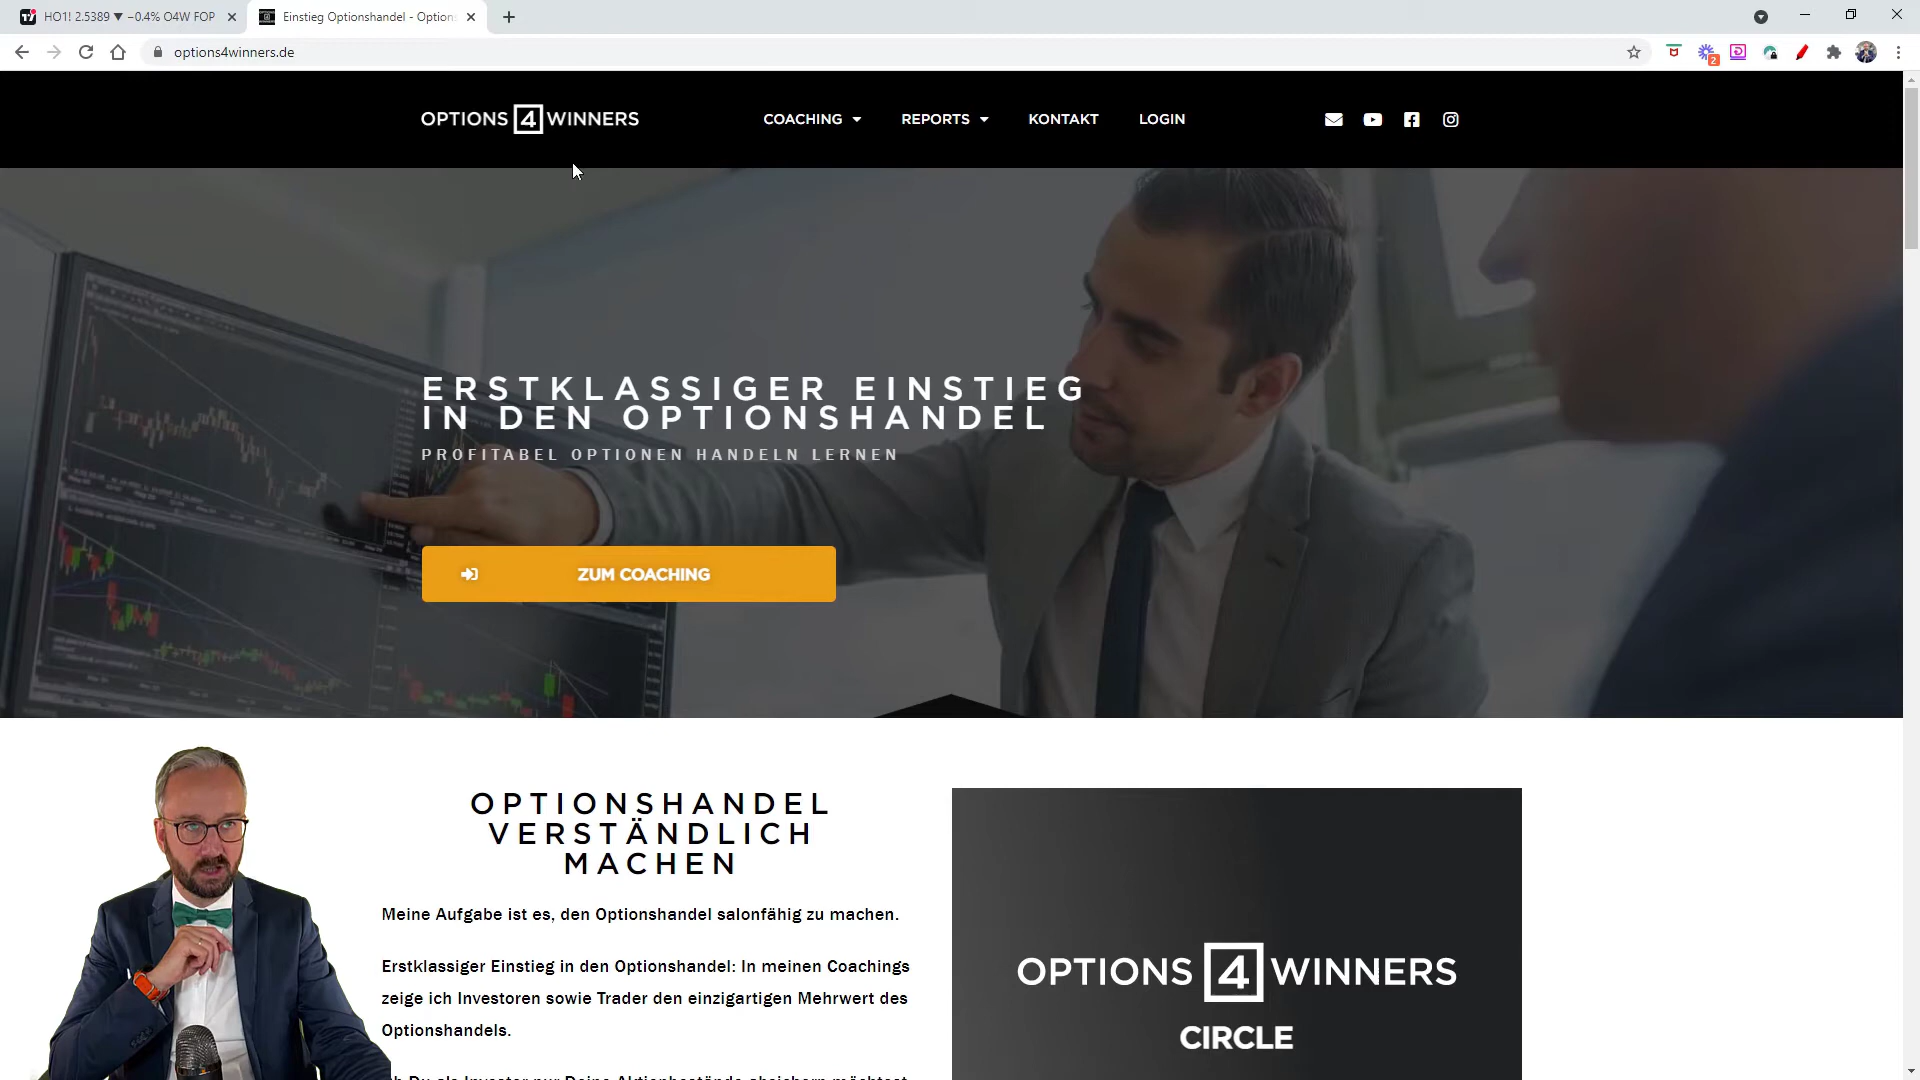 HO1! 2.5389 ▼ −0.4% O4W FOP
Einstieg Optionshandel - Option
options4winners.de
2
OPTIONS 4 WINNERS
COACHING
REPORTS
KONTAKT
LOGIN
ERSTKLASSIGER EINSTIEG
IN DEN OPTIONSHANDEL
PROFITABEL OPTIONEN HANDELN LERNEN
ZUM COACHING
OPTIONSHANDEL
VERSTÄNDLICH
MACHEN
Meine Aufgabe ist es, den Optionshandel salonfähig zu machen.
Erstklassiger Einstieg in den Optionshandel: In meinen Coachings
zeige ich Investoren sowie Trader den einzigartigen Mehrwert des
Optionshandels.
OPTIONS 4 WINNERS
CIRCLE